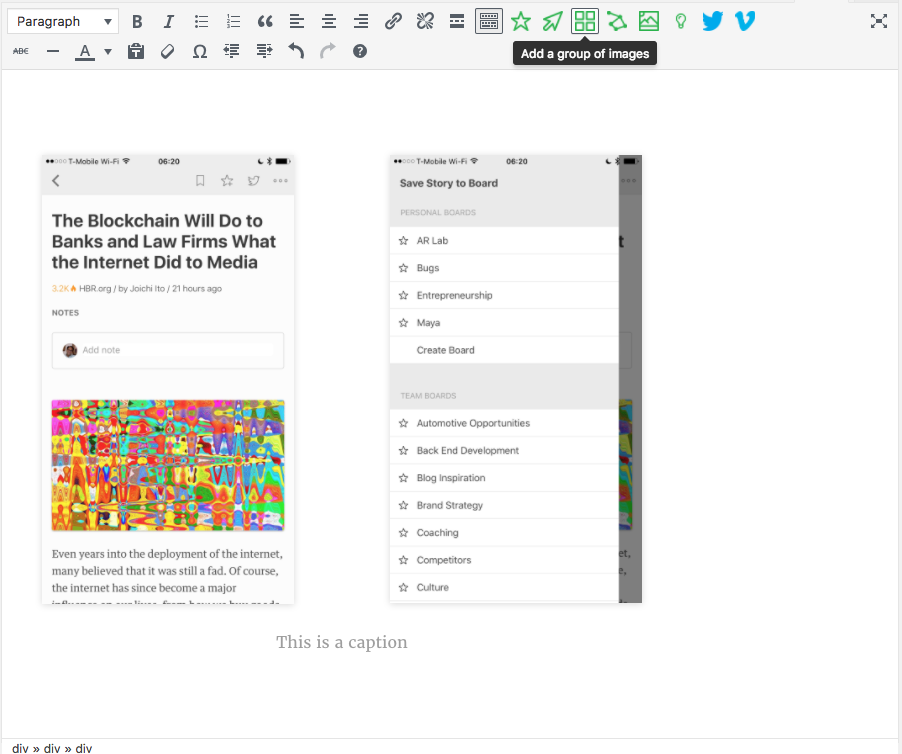 Paragraph
B I
ABC A Ω
Add a group of images
T-Mobile Wi-Fi 06:20
The Blockchain Will Do to
Banks and Law Firms What
the Internet Did to Media
3.2K HBR.org / by Joichi Ito / 21 hours ago
NOTES
Add note
Even years into the deployment of the internet,
many believed that it was still a fad. Of course,
the internet has since become a major
T-Mobile Wi-Fi 06:20
Save Story to Board
PERSONAL BOARDS
AR Lab
Bugs
Entrepreneurship
Maya
Create Board
TEAM BOARDS
Automotive Opportunities
Back End Development
Blog Inspiration
Brand Strategy
Coaching
Competitors
Culture
t
et,
e,
This is a caption
div » div » div